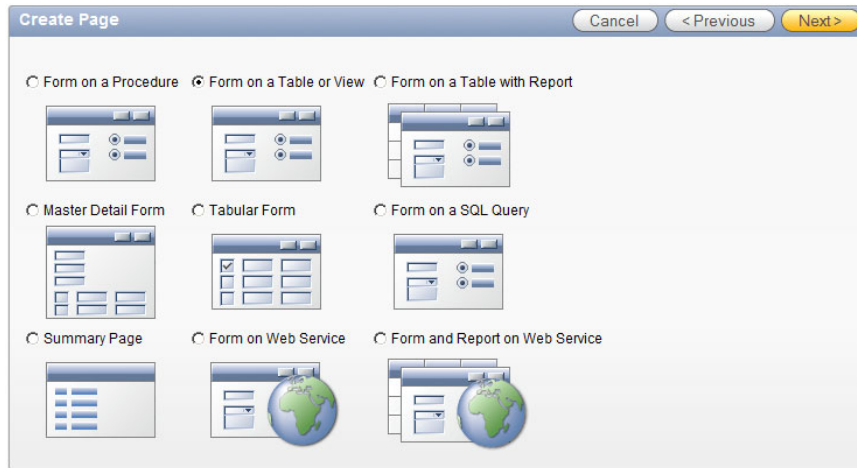 Create Page Cancel < Previous Next >
Form on a Procedure Form on a Table or View Form on a Table with Report
Master Detail Form Tabular Form Form on a SQL Query
Summary Page Form on Web Service Form and Report on Web Service